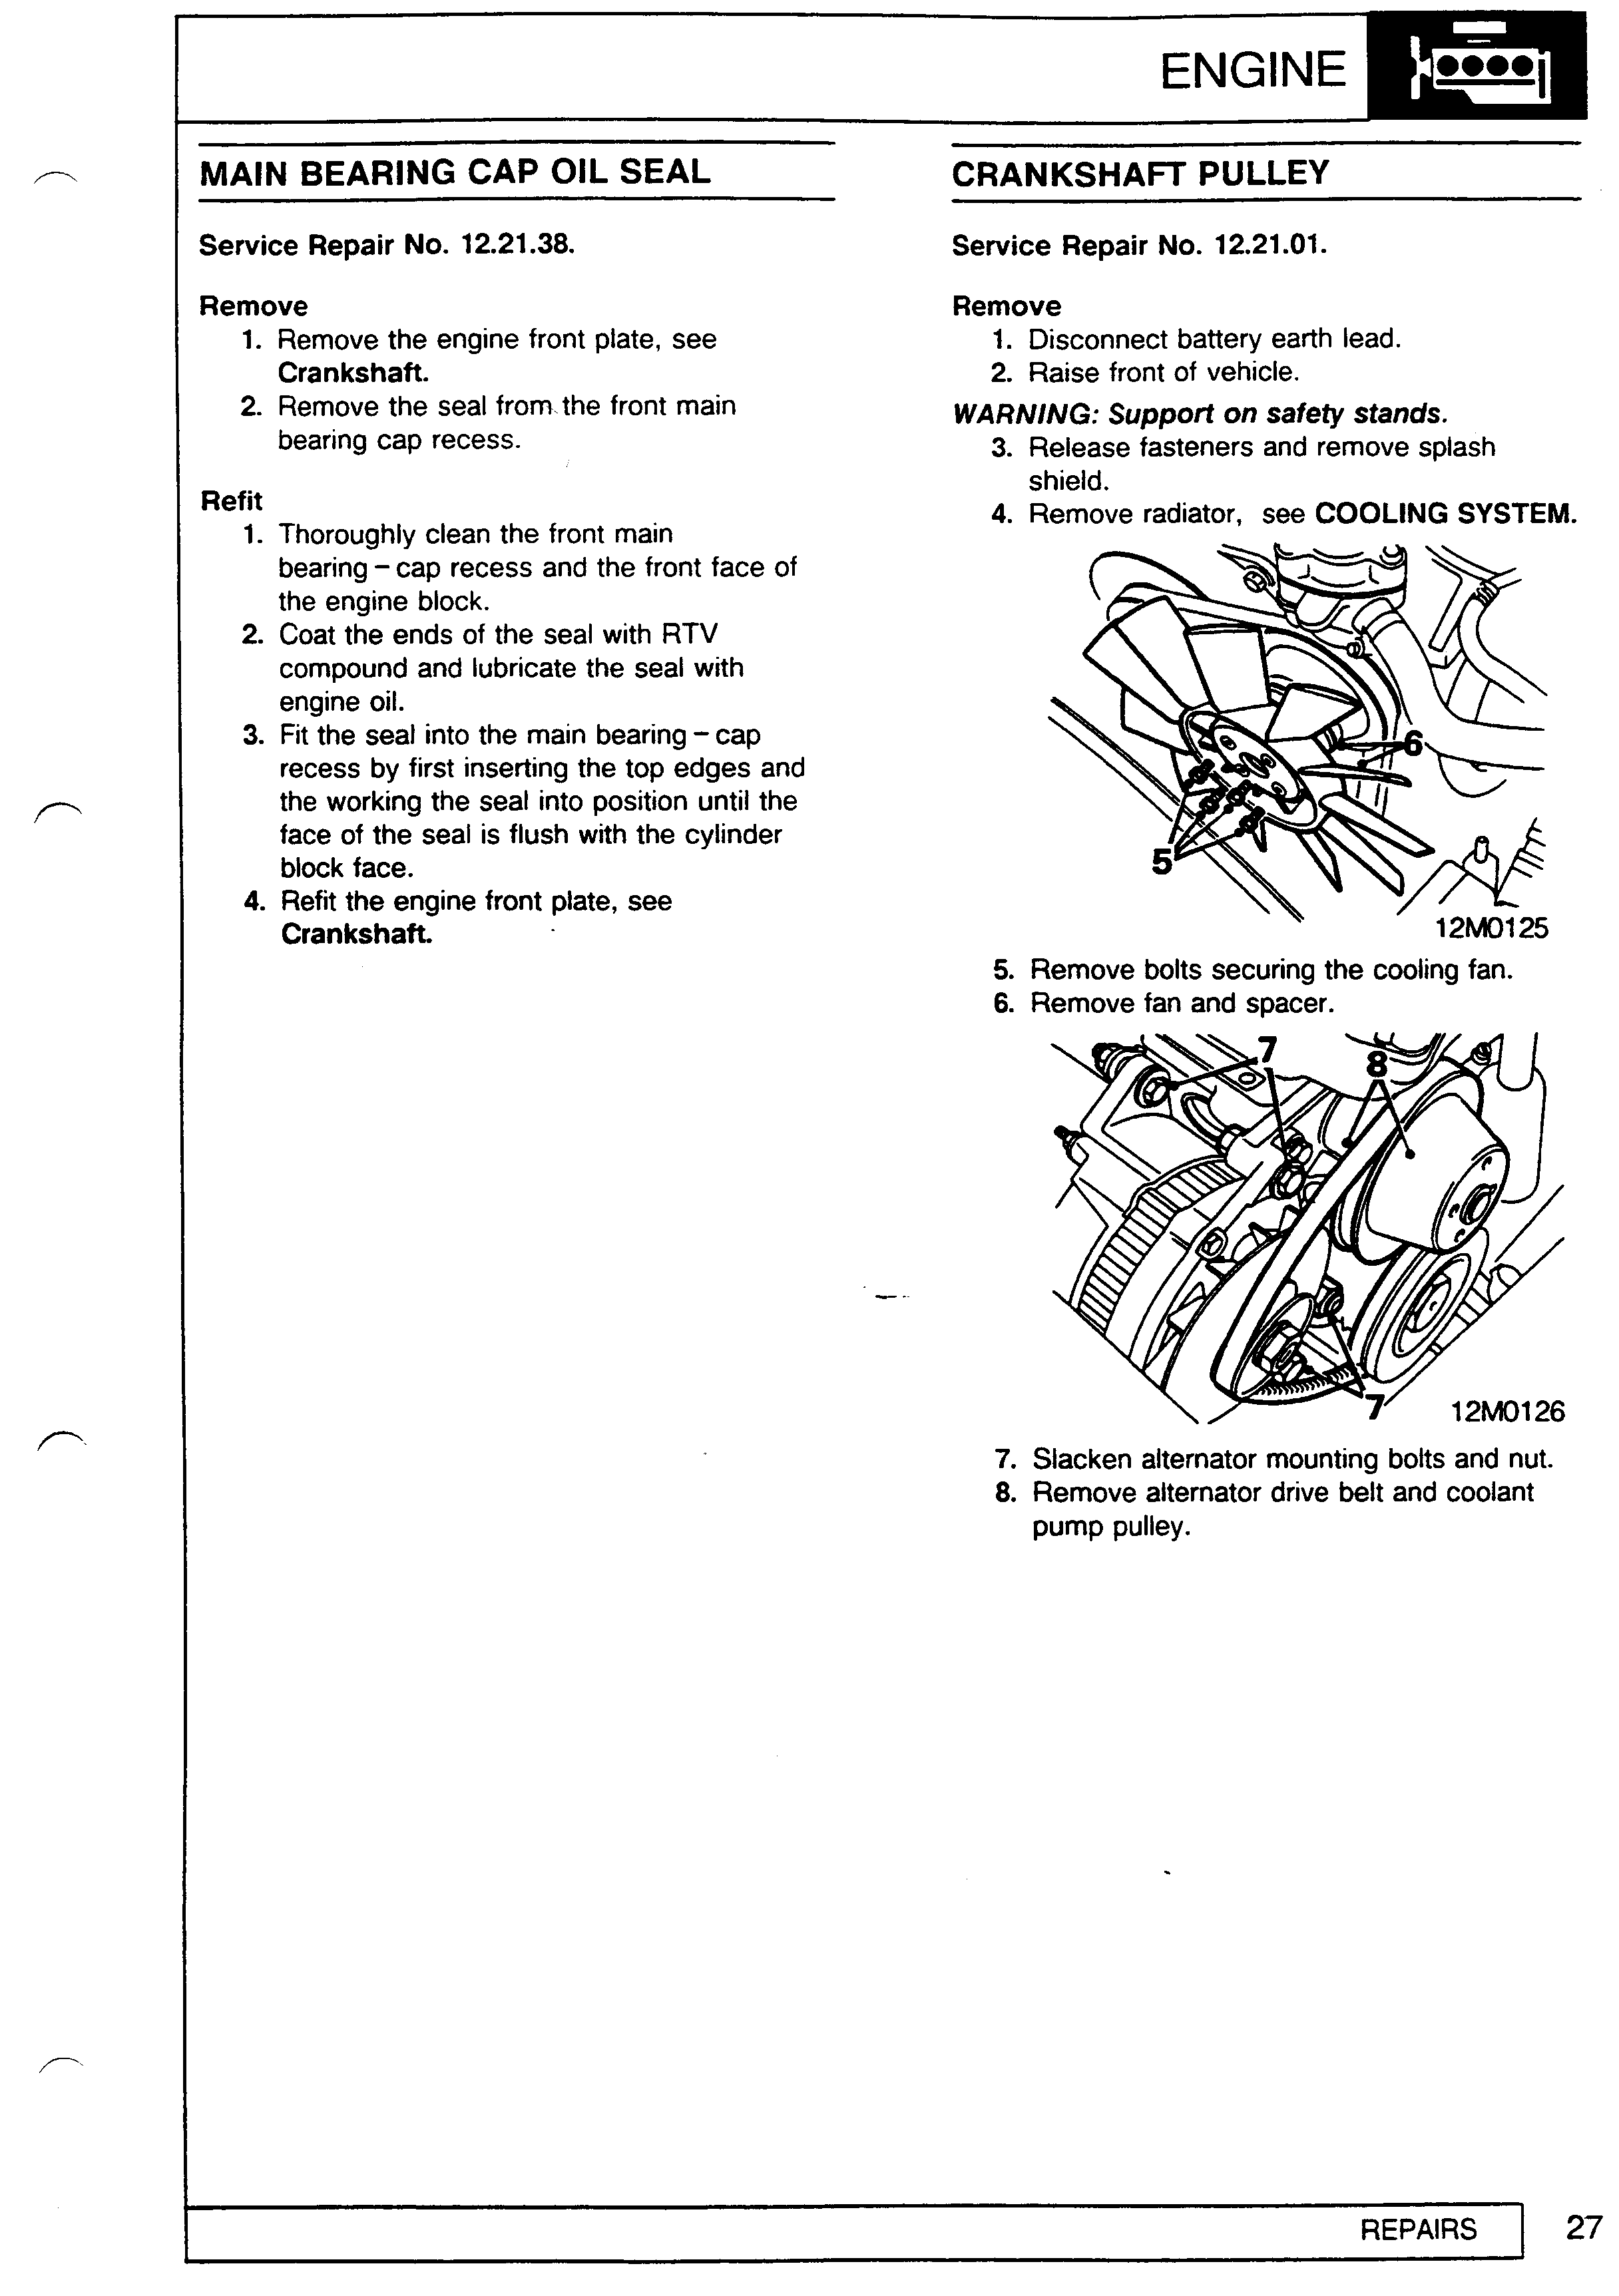 ENGINE
MAIN BEARING CAP OIL SEAL
Service Repair No. 12.21.38.
Remove
1. Remove the engine front plate, see
Crankshaft.
2. Remove the seal from the front main
bearing cap recess.
Refit
1. Thoroughly clean the front main
bearing – cap recess and the front face of
the engine block.
2. Coat the ends of the seal with RTV
compound and lubricate the seal with
engine oil.
3. Fit the seal into the main bearing – cap
recess by first inserting the top edges and
the working the seal into position until the
face of the seal is flush with the cylinder
block face.
4. Refit the engine front plate, see
Crankshaft.
CRANKSHAFT PULLEY
Service Repair No. 12.21.01.
Remove
1. Disconnect battery earth lead.
2. Raise front of vehicle.
WARNING: Support on safety stands.
3. Release fasteners and remove splash
shield.
4. Remove radiator, see COOLING SYSTEM.
6
5
12M0125
5. Remove bolts securing the cooling fan.
6. Remove fan and spacer.
7
8
7
12M0126
7. Slacken alternator mounting bolts and nut.
8. Remove alternator drive belt and coolant
pump pulley.
REPAIRS
27